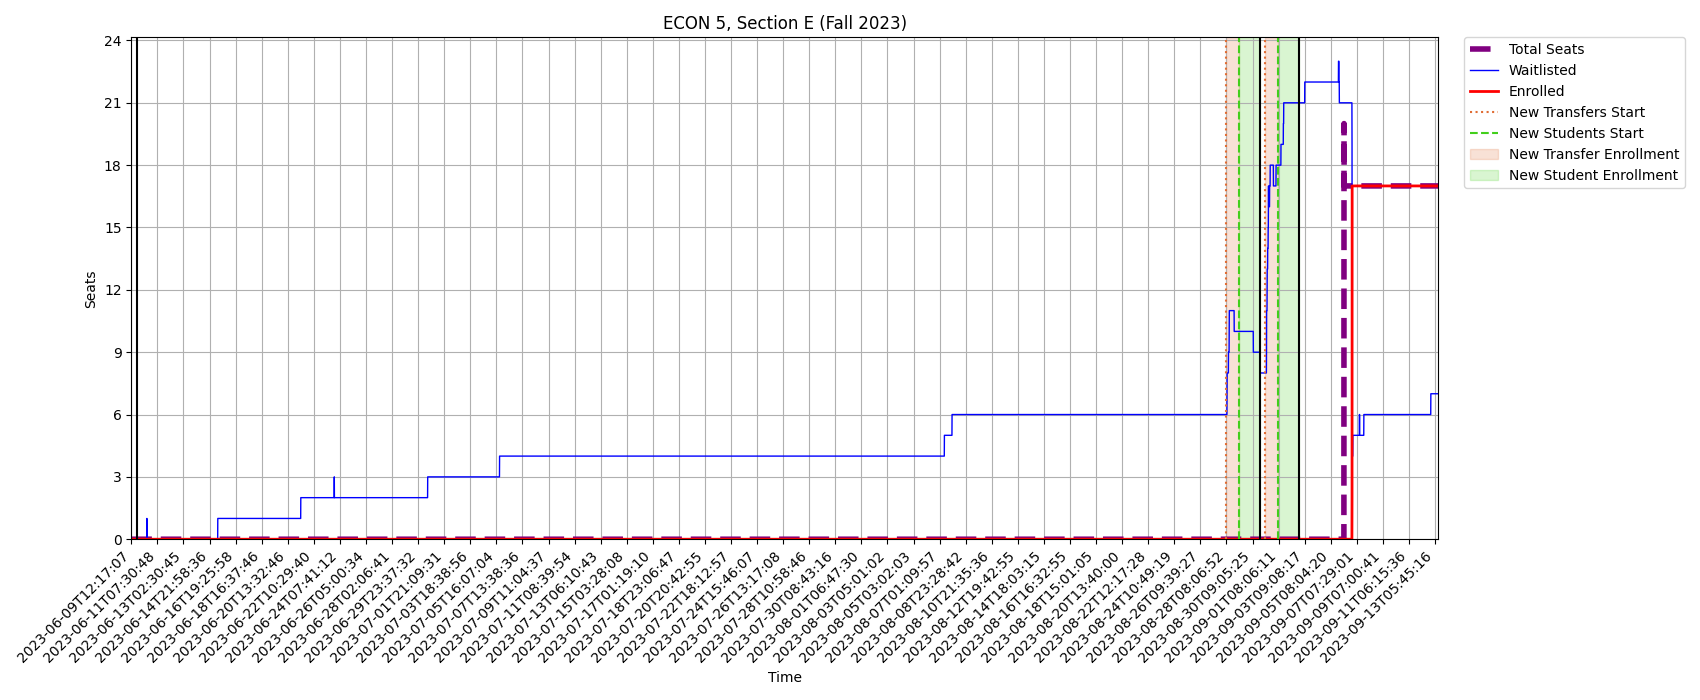 ECON 5, Section E (Fall 2023)
Seats
24
21
18
15
12
9
6
3
0
Total Seats
Waitlisted
Enrolled
New Transfers Start
New Students Start
New Transfer Enrollment
New Student Enrollment
2023-06-09T12:17:07
2023-06-11T07:30:48
2023-06-13T02:30:45
2023-06-14T21:58:36
2023-06-16T19:25:58
2023-06-18T16:37:46
2023-06-20T13:32:46
2023-06-22T10:29:40
2023-06-24T07:41:12
2023-06-26T05:00:34
2023-06-28T02:06:41
2023-06-29T23:37:32
2023-07-01T21:09:31
2023-07-03T18:38:56
2023-07-05T16:07:04
2023-07-07T13:38:36
2023-07-09T11:04:37
2023-07-11T08:39:54
2023-07-13T06:10:43
2023-07-15T03:28:08
2023-07-17T01:19:10
2023-07-18T23:06:47
2023-07-20T20:42:55
2023-07-22T18:12:57
2023-07-24T15:46:07
2023-07-26T13:17:08
2023-07-28T10:58:46
2023-07-30T08:43:16
2023-08-01T06:47:30
2023-08-03T05:01:02
2023-08-05T03:02:03
2023-08-07T01:09:57
2023-08-08T23:28:42
2023-08-10T21:35:36
2023-08-12T19:42:55
2023-08-14T18:03:15
2023-08-16T16:32:55
2023-08-18T15:01:05
2023-08-20T13:40:00
2023-08-22T12:17:28
2023-08-24T10:49:19
2023-08-26T09:39:27
2023-08-28T08:06:52
2023-08-30T09:05:25
2023-09-01T08:06:11
2023-09-03T09:08:17
2023-09-05T08:04:20
2023-09-07T07:29:01
2023-09-09T07:00:41
2023-09-11T06:15:36
2023-09-13T05:45:16
Time